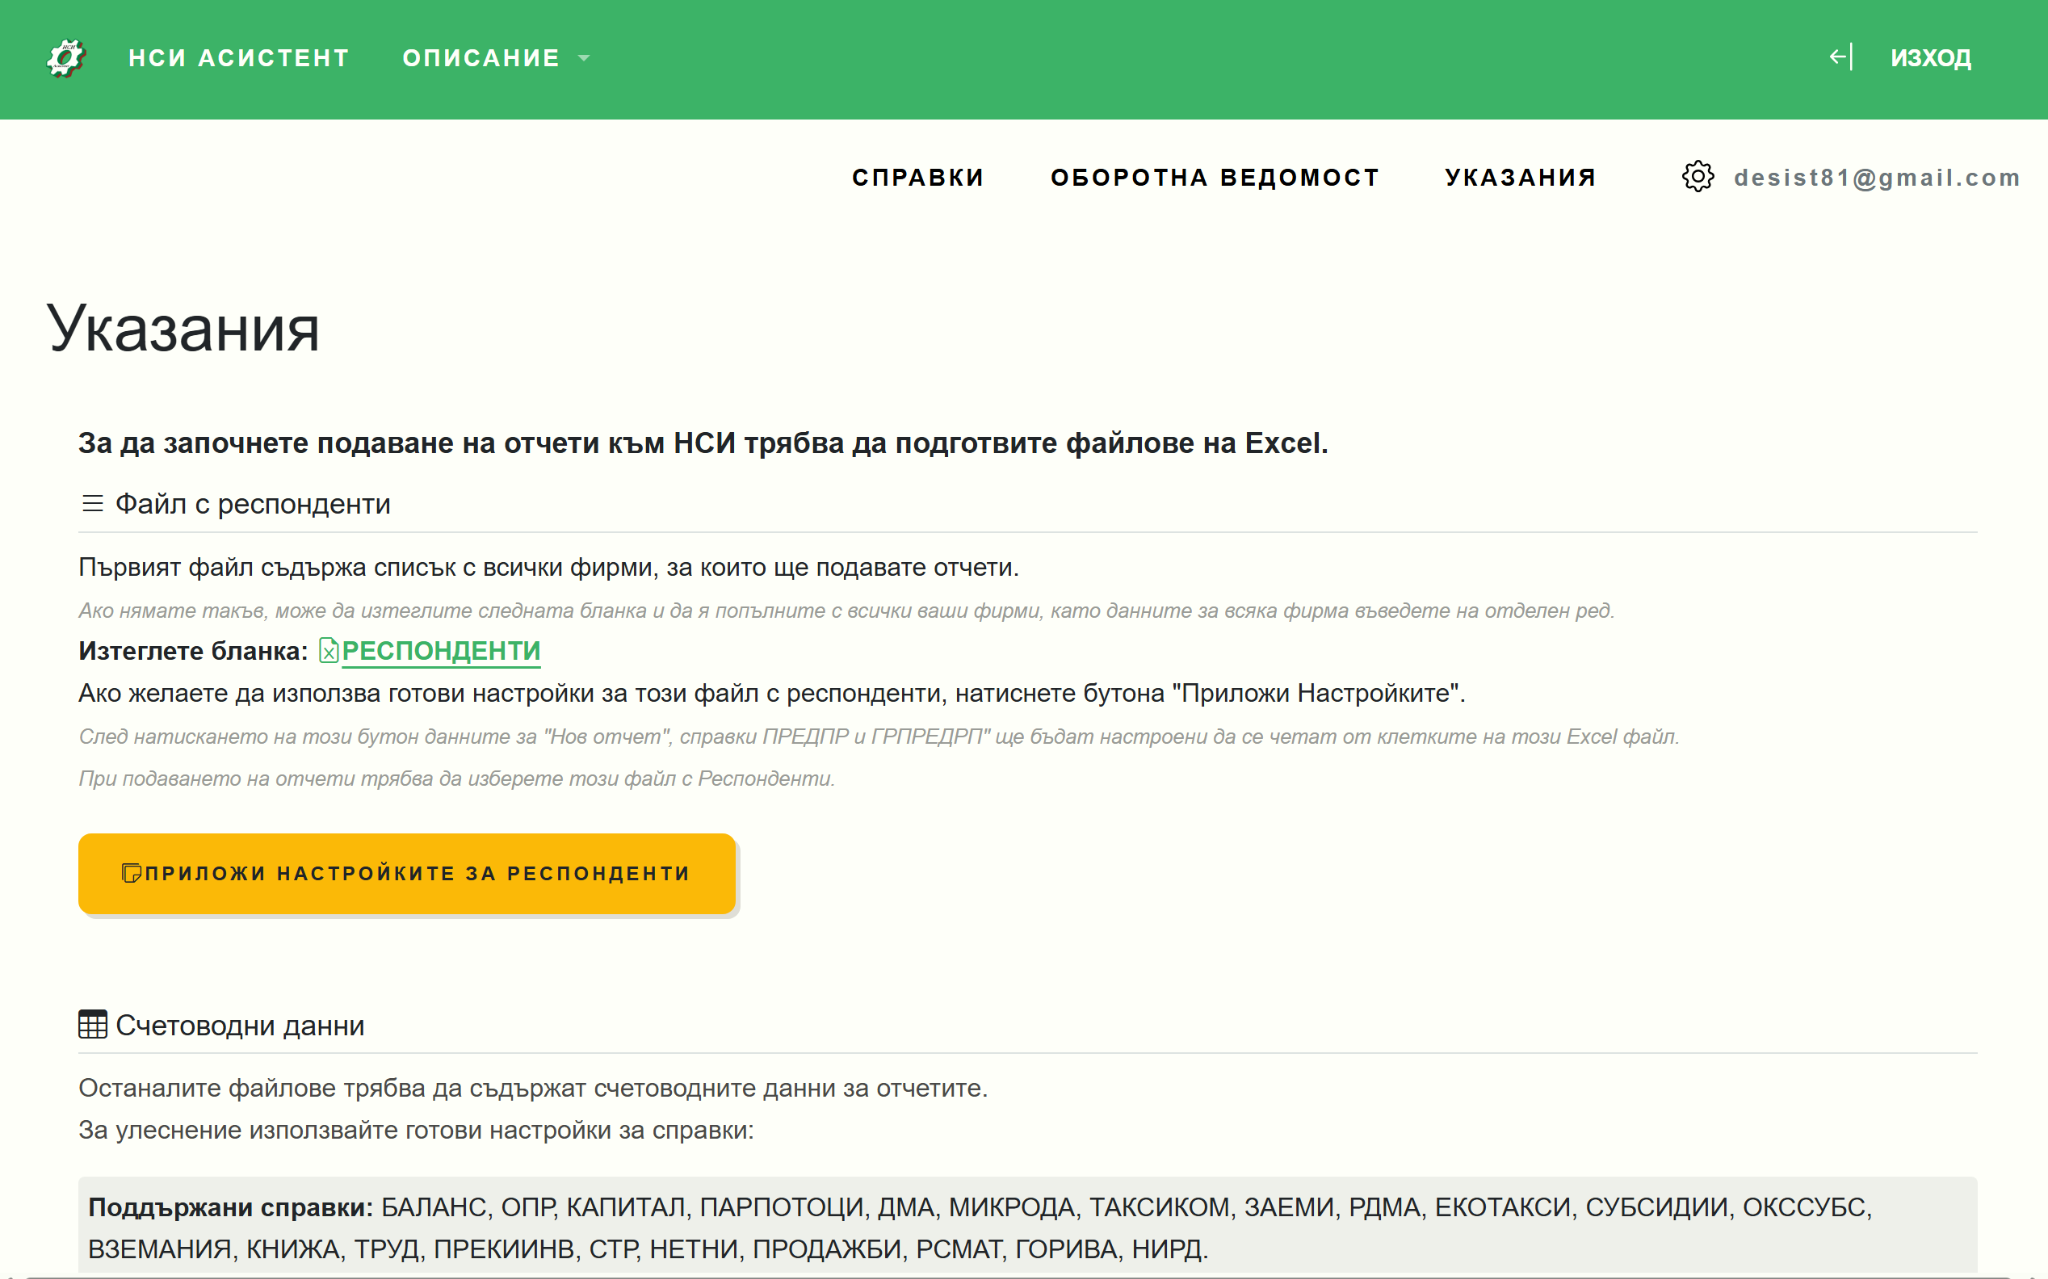 НСИ АСИСТЕНТ ОПИСАНИЕ ИЗХОД
СПРАВКИ ОБОРОТНА ВЕДОМОСТ УКАЗАНИЯ desist81@gmail.com
Указания
За да започнете подаване на отчети към НСИ трябва да подготвите файлове на Excel.
Файл с респонденти
Първият файл съдържа списък с всички фирми, за които ще подавате отчети.
Ако нямате такъв, може да изтеглите следната бланка и да я попълните с всички ваши фирми, като данните за всяка фирма въведете на отделен ред.
Изтеглете бланка: РЕСПОНДЕНТИ
Ако желаете да използва готови настройки за този файл с респонденти, натиснете бутона "Приложи Настройките".
След натискането на този бутон данните за "Нов отчет", справки ПРЕДПР и ГРПРЕДРП" ще бъдат настроени да се четат от клетките на този Excel файл.
При подаването на отчети трябва да изберете този файл с Респонденти.
ПРИЛОЖИ НАСТРОЙКИТЕ ЗА РЕСПОНДЕНТИ
Счетоводни данни
Останалите файлове трябва да съдържат счетоводните данни за отчетите.
За улеснение използвайте готови настройки за справки:
Поддържани справки: БАЛАНС, ОПР, КАПИТАЛ, ПАРПОТОЦИ, ДМА, МИКРОДА, ТАКСИКОМ, ЗАЕМИ, РДМА, ЕКОТАКСИ, СУБСИДИИ, ОКССУБС,
ВЗЕМАНИЯ, КНИЖА, ТРУД, ПРЕКИИНВ, СТР, НЕТНИ, ПРОДАЖБИ, РСМАТ, ГОРИВА, НИРД.